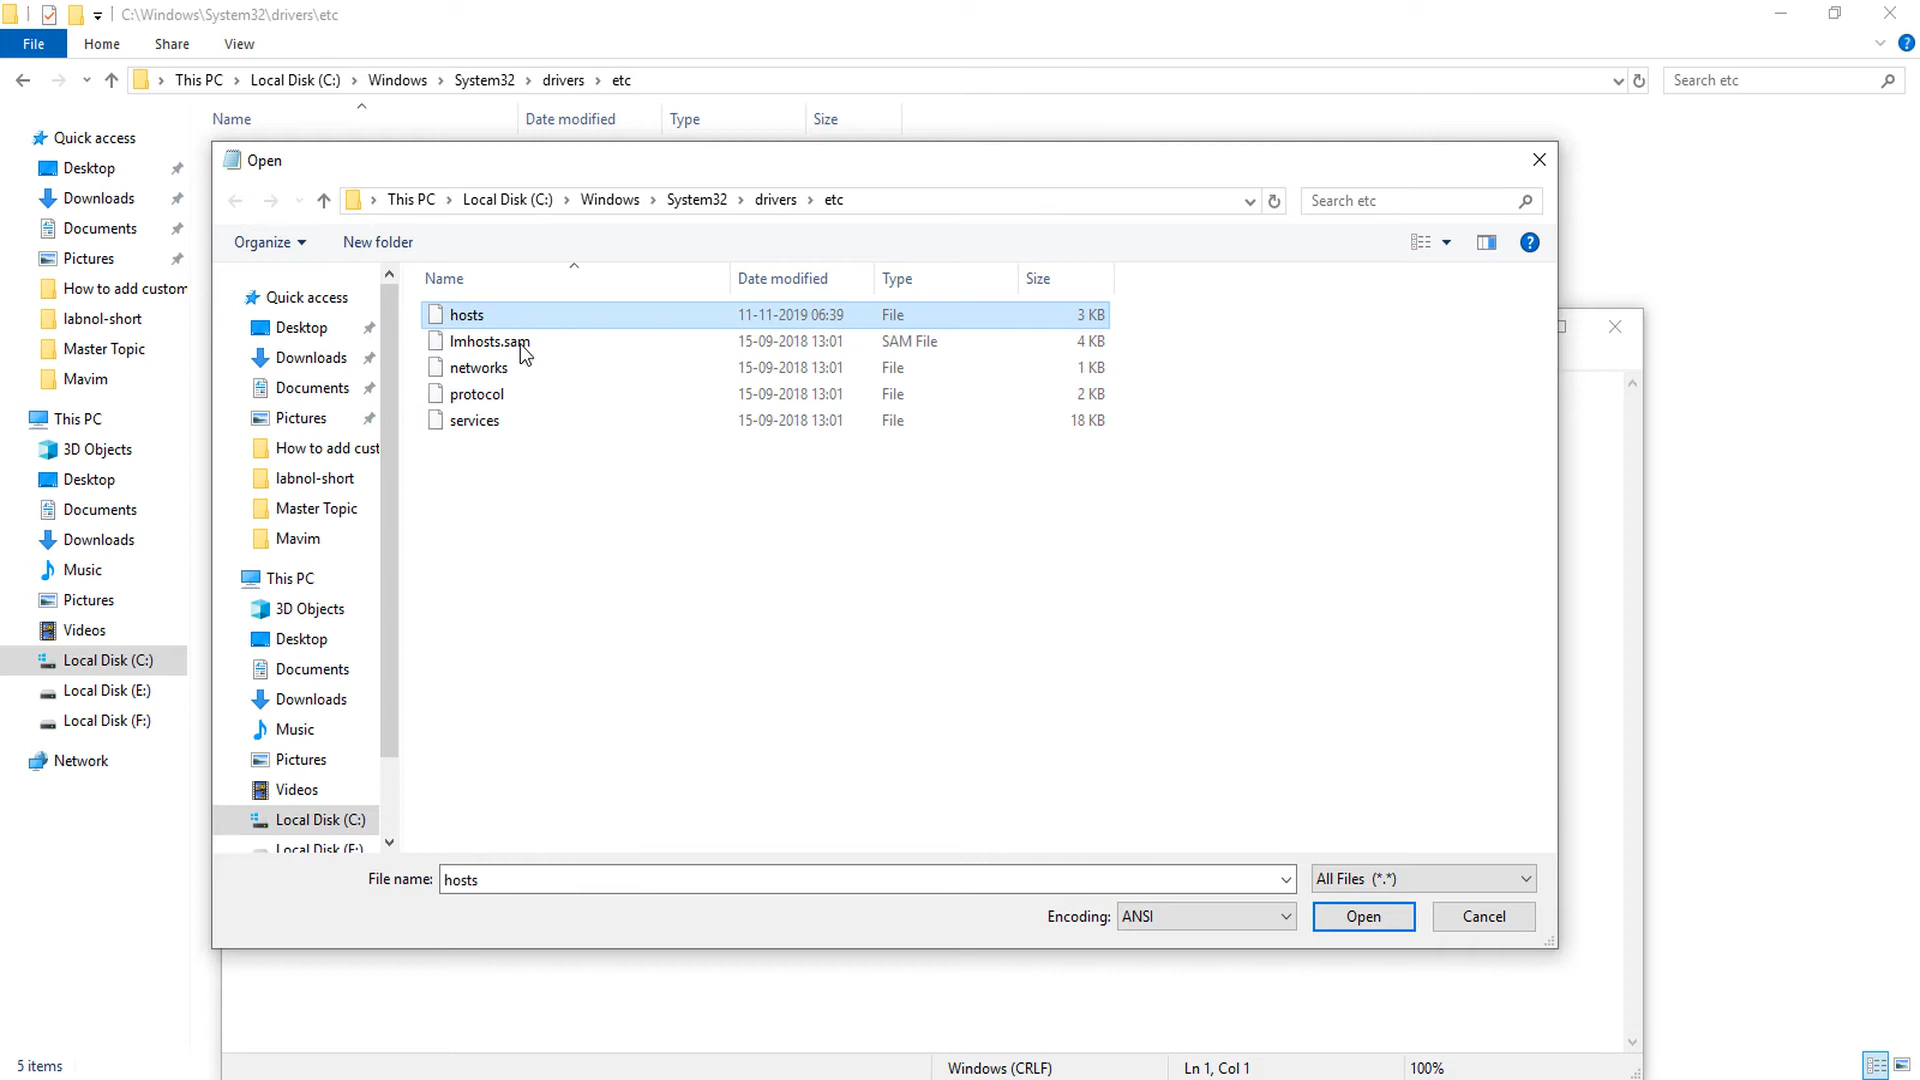 C:\Windows\System32\drivers\etc
File Home Share View
This PC Local Disk (C:) Windows System32 drivers etc Search etc
Name Date modified Type Size
Quick access
Desktop
Downloads
Documents
Pictures
How to add custom
labnol-short
Master Topic
Mavim
This PC
3D Objects
Desktop
Documents
Downloads
Music
Pictures
Videos
Local Disk (C:)
Local Disk (E:)
Local Disk (F:)
Network
5 items
Open
This PC Local Disk (C:) Windows System32 drivers etc Search etc
Organize New folder
Quick access
Desktop
Downloads
Documents
Pictures
How to add cust
labnol-short
Master Topic
Mavim
This PC
3D Objects
Desktop
Documents
Downloads
Music
Pictures
Videos
Local Disk (C:)
Local Disk (E:)
Name Date modified Type Size
hosts 11-11-2019 06:39 File 3 KB
lmhosts.sam 15-09-2018 13:01 SAM File 4 KB
networks 15-09-2018 13:01 File 1 KB
protocol 15-09-2018 13:01 File 2 KB
services 15-09-2018 13:01 File 18 KB
File name: hosts All Files (*.*)
Encoding: ANSI Open Cancel
Windows (CRLF) Ln 1, Col 1 100%